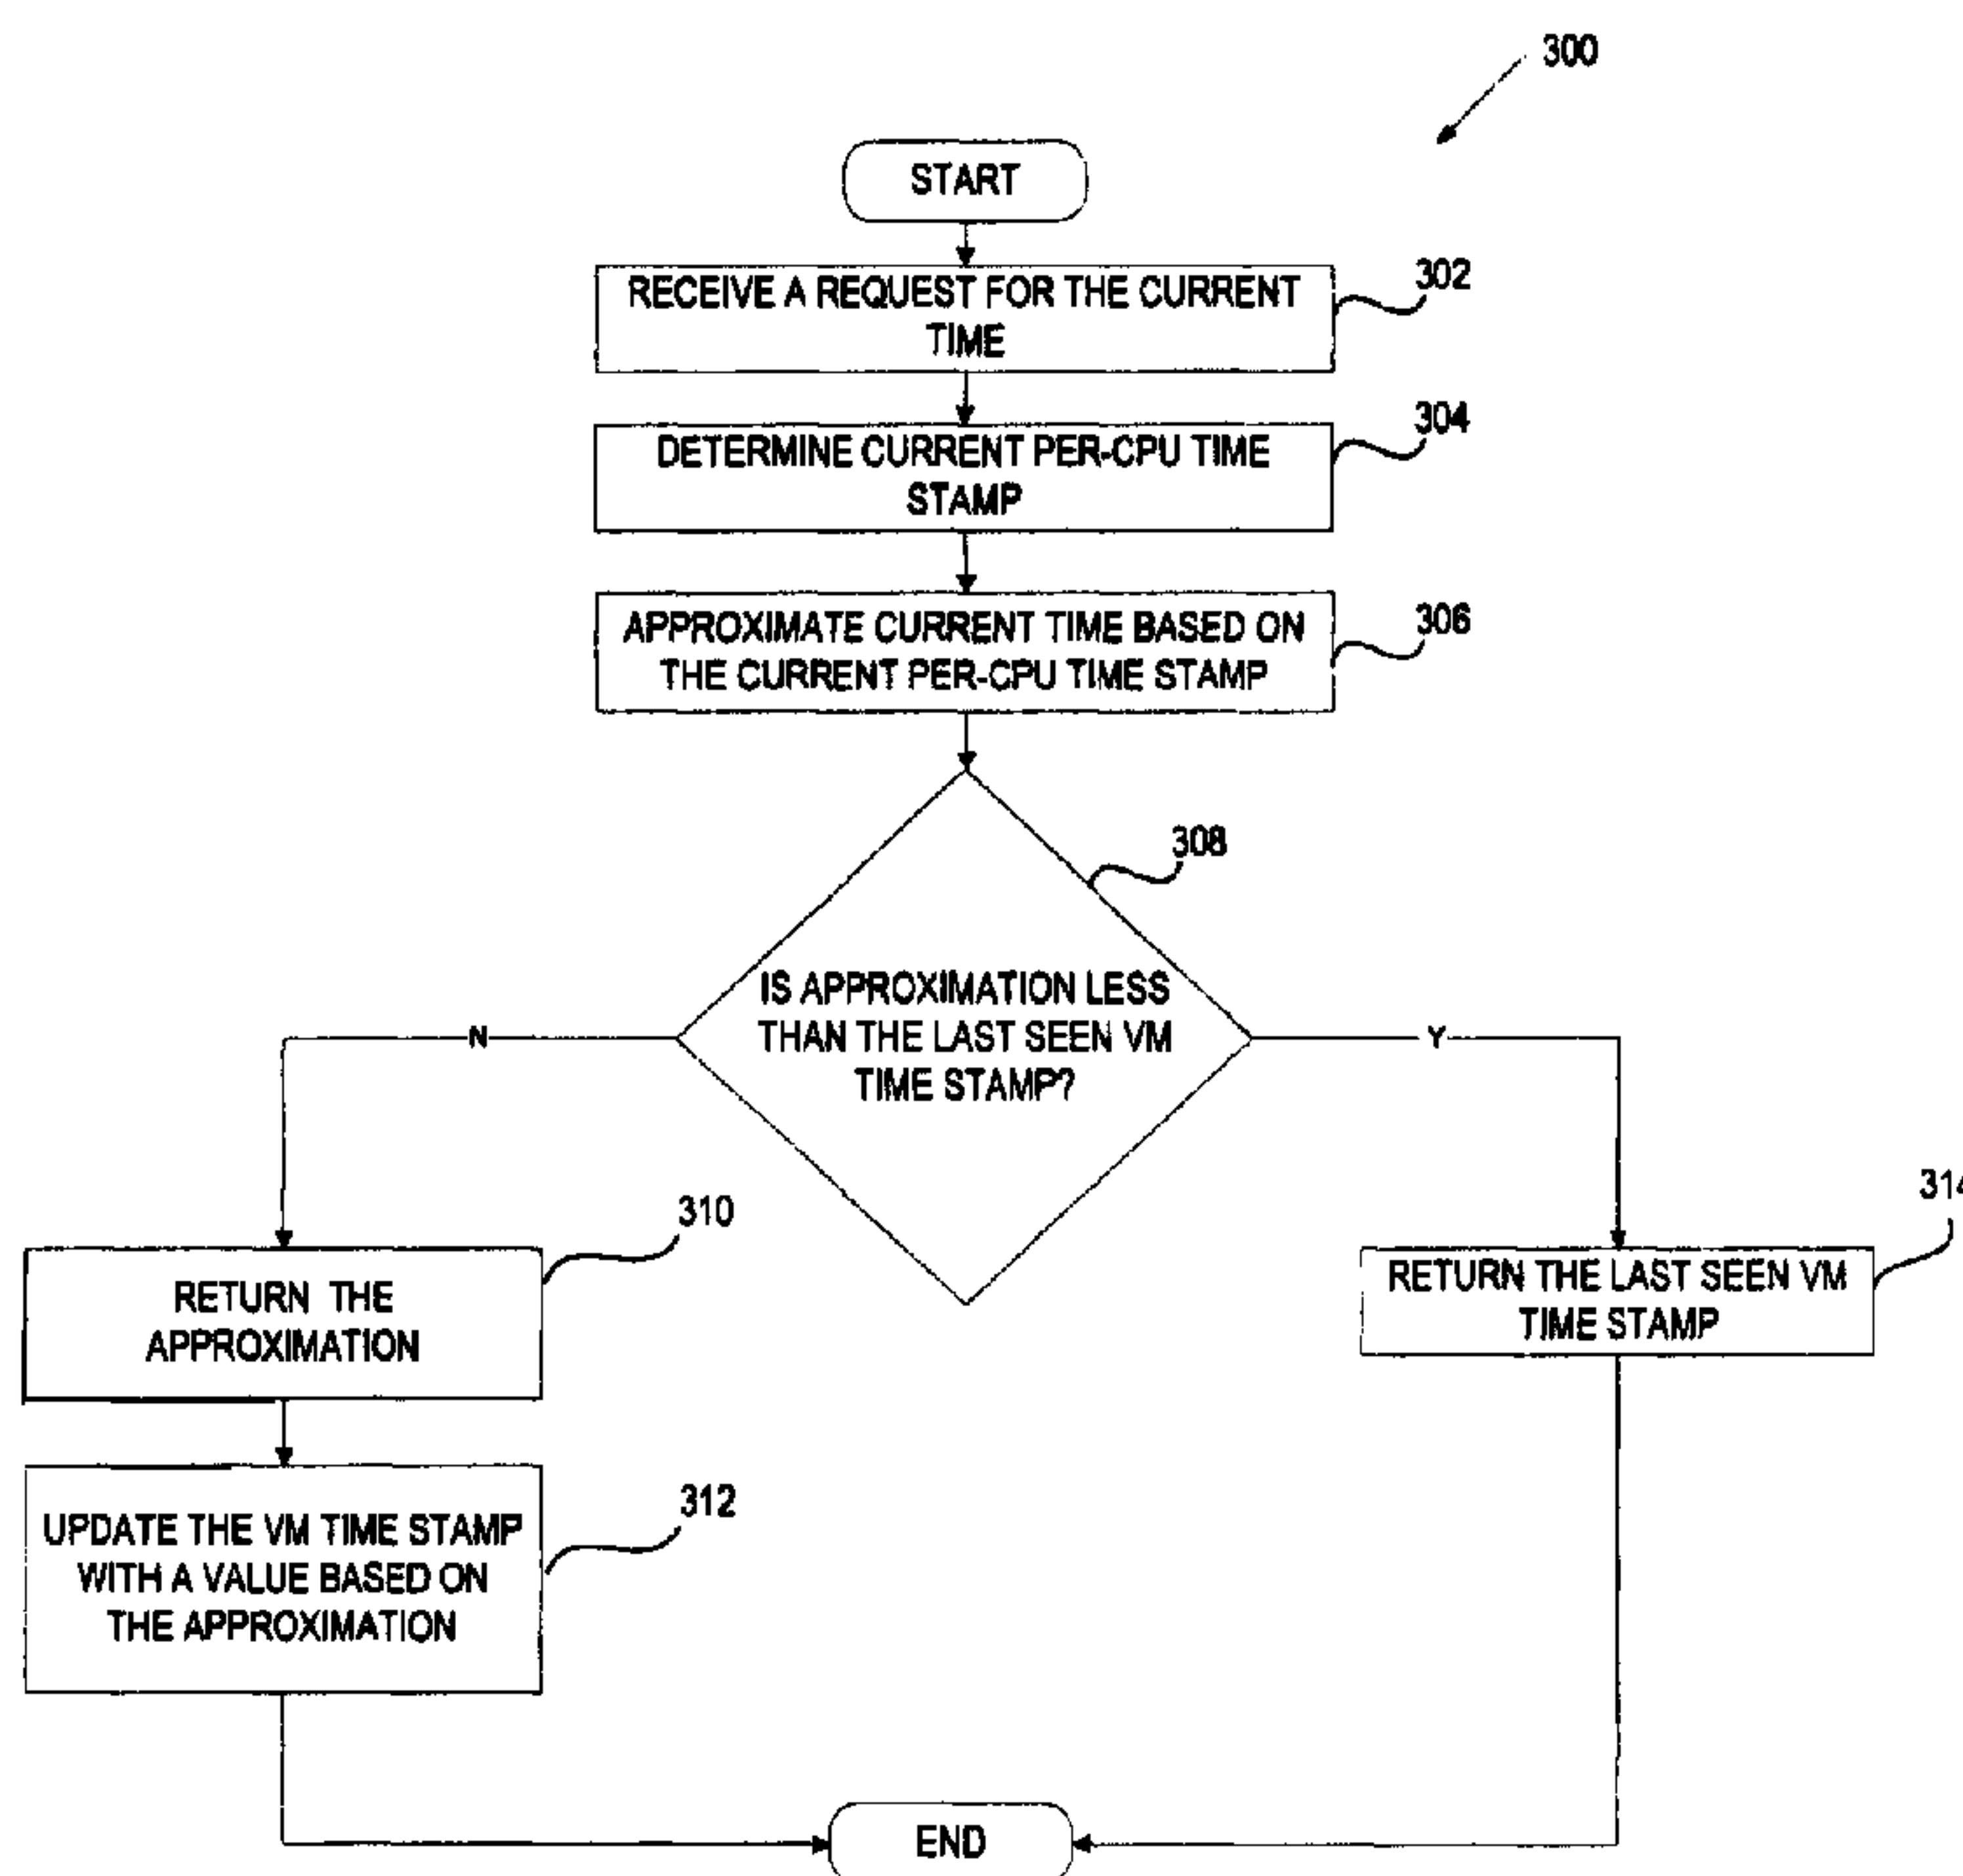 300
START
RECEIVE A REQUEST FOR THE CURRENT
TIME
302
DETERMINE CURRENT PER-CPU TIME
STAMP
304
APPROXIMATE CURRENT TIME BASED ON
THE CURRENT PER-CPU TIME STAMP
306
308
IS APPROXIMATION LESS
THAN THE LAST SEEN VM
TIME STAMP?
N
Y
310
RETURN THE
APPROXIMATION
314
RETURN THE LAST SEEN VM
TIME STAMP
312
UPDATE THE VM TIME STAMP
WITH A VALUE BASED ON
THE APPROXIMATION
END